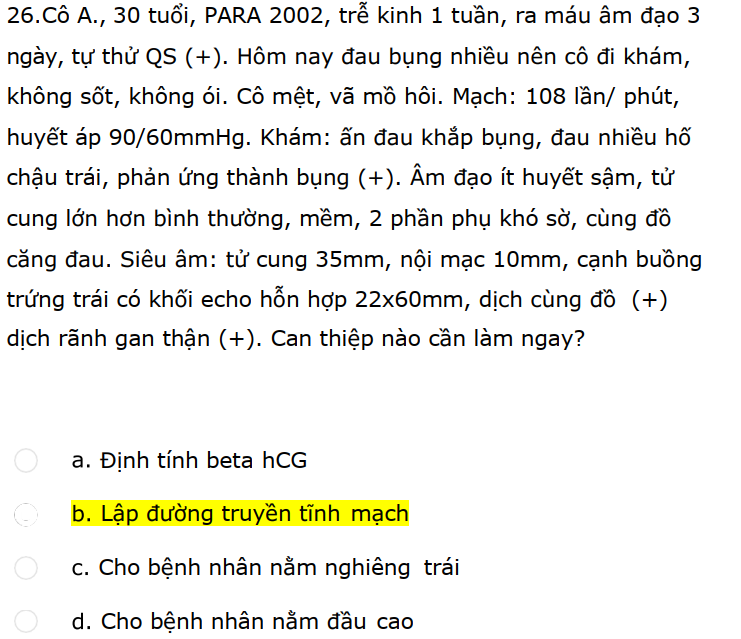 26.Cô A., 30 tuổi, PARA 2002, trễ kinh 1 tuần, ra máu âm đạo 3
ngày, tự thử QS (+). Hôm nay đau bụng nhiều nên cô đi khám,
không sốt, không ói. Cô mệt, vã mồ hôi. Mạch: 108 lần/ phút,
huyết áp 90/60mmHg. Khám: ấn đau khắp bụng, đau nhiều hố
chậu trái, phản ứng thành bụng (+). Âm đạo ít huyết sậm, tử
cung lớn hơn bình thường, mềm, 2 phần phụ khó sờ, cùng đồ
căng đau. Siêu âm: tử cung 35mm, nội mạc 10mm, cạnh buồng
trứng trái có khối echo hỗn hợp 22x60mm, dịch cùng đồ (+)
dịch rãnh gan thận (+). Can thiệp nào cần làm ngay?
a. Định tính beta hCG
b. Lập đường truyền tĩnh mạch
c. Cho bệnh nhân nằm nghiêng trái
d. Cho bệnh nhân nằm đầu cao